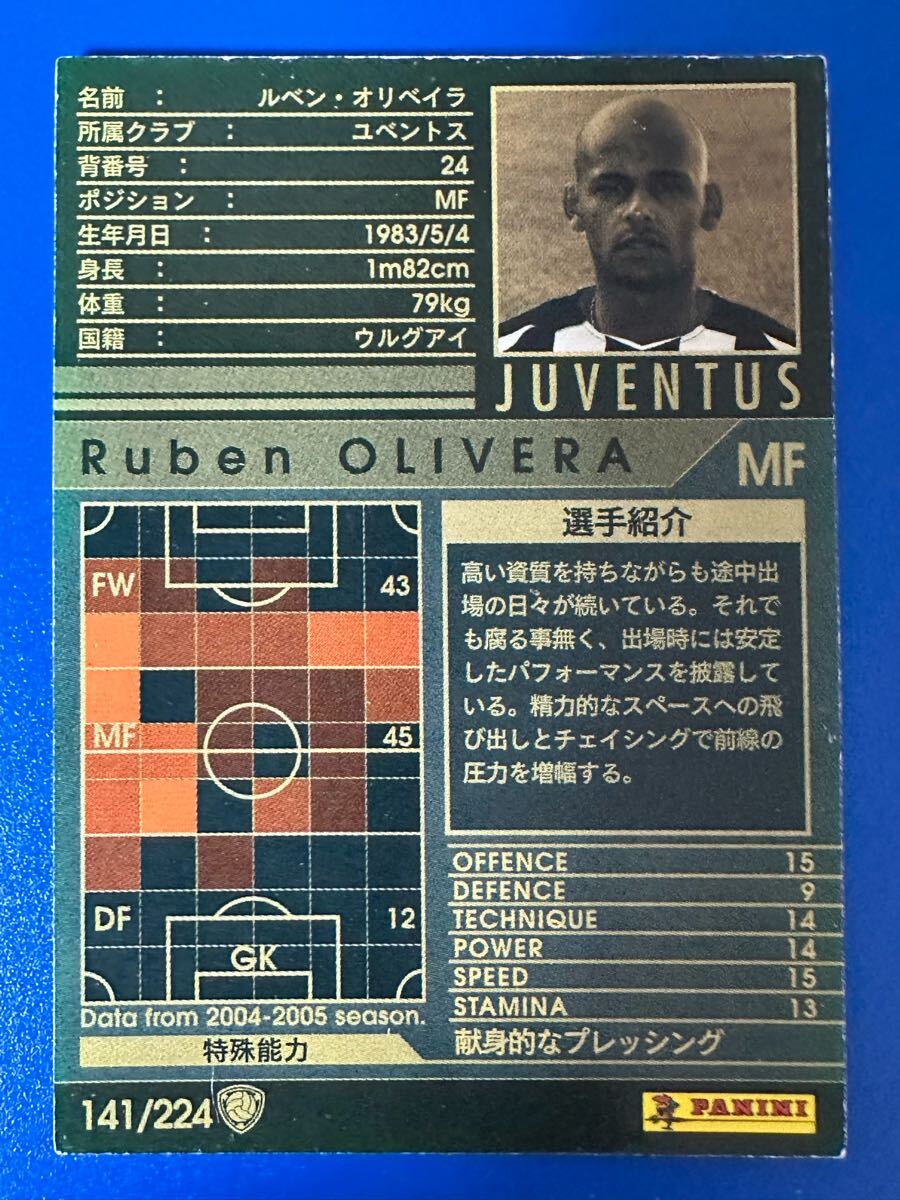 名前 : ルベン・オリベイラ
所属クラブ : ユベントス
背番号 : 24
ポジション : MF
生年月日 : 1983/5/4
身長 : 1m82cm
体重 : 79kg
国籍 : ウルグアイ
JUVENTUS
Ruben OLIVERA
MF
FW 43
MF 45
DF 12
GK
Data from 2004-2005 season.
選手紹介
高い資質を持ちながらも途中出
場の日々が続いている。それで
も腐る事無く、出場時には安定
したパフォーマンスを披露して
いる。精力的なスペースへの飛
び出しとチェイシングで前線の
圧力を増幅する。
OFFENCE 15
DEFENCE 9
TECHNIQUE 14
POWER 14
SPEED 15
STAMINA 13
特殊能力 献身的なプレッシング
141/224
PANINI